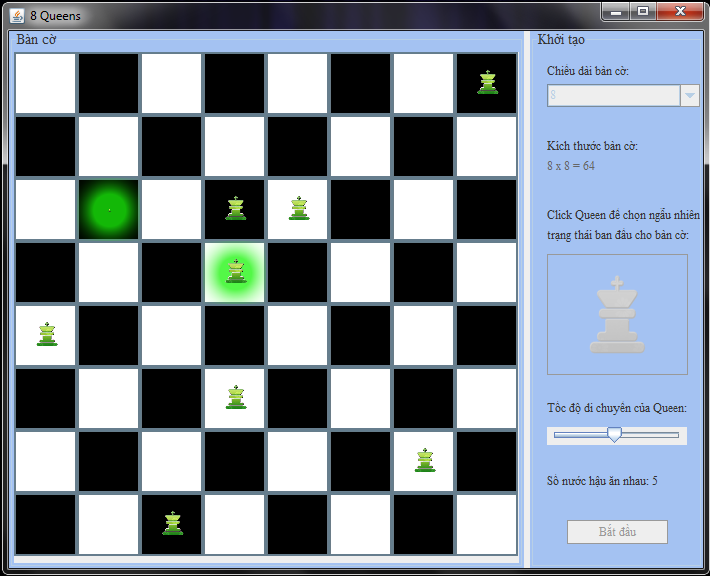 8 Queens
Bàn cờ
Khởi tạo
Chiều dài bàn cờ:
8
Kích thước bàn cờ:
8 x 8 = 64
Click Queen để chọn ngẫu nhiên
trạng thái ban đầu cho bàn cờ:
Tốc độ di chuyển của Queen:
Số nước hậu ăn nhau: 5
Bắt đầu